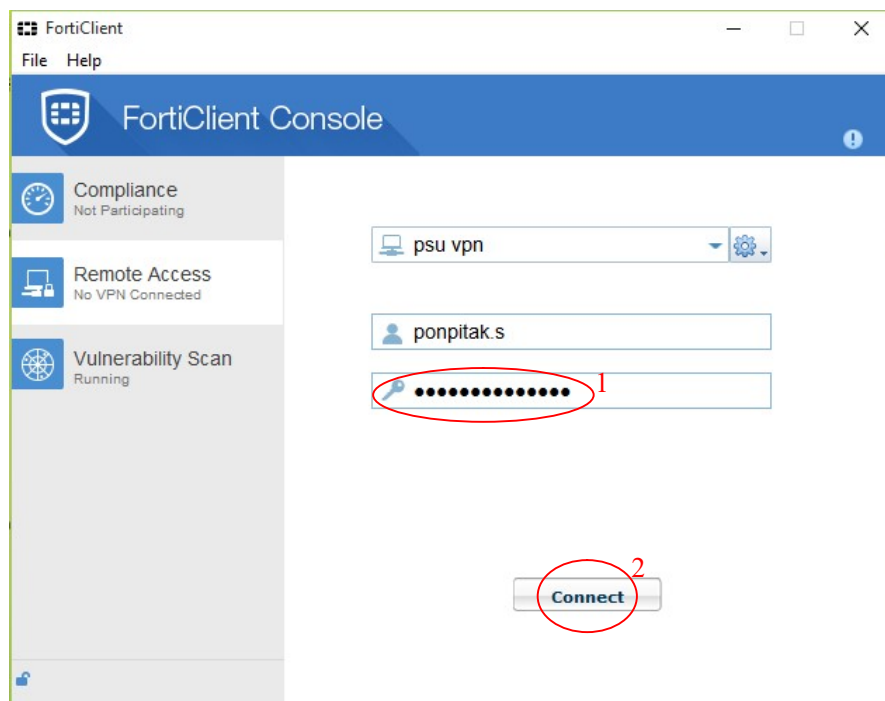 FortiClient
File Help
FortiClient Console
Compliance
Not Participating
psu vpn
Remote Access
No VPN Connected
ponpitak.s
Vulnerability Scan
Running
●●●●●●●●●●●●●● 1
2
Connect